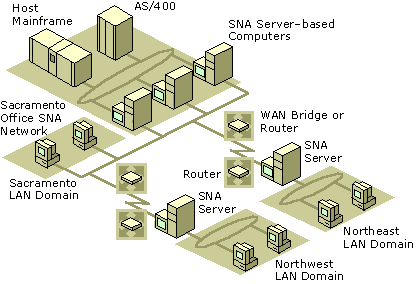 Host
Mainframe
AS/400
SNA Server-based
Computers
Sacramento
Office SNA
Network
WAN Bridge or
Router
SNA
Server
Router
Sacramento
LAN Domain
SNA
Server
Northeast
LAN Domain
Northwest
LAN Domain